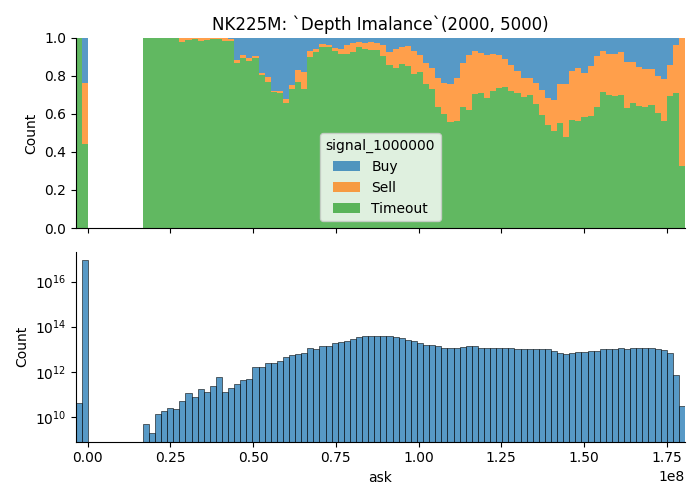 NK225M: `Depth Imalance`(2000, 5000)
1.0
0.8
0.6
0.4
0.2
0.0
Count
signal_1000000
Buy
Sell
Timeout
10^16
10^14
10^12
10^10
Count
0.00 0.25 0.50 0.75 1.00 1.25 1.50 1.75
1e8
ask